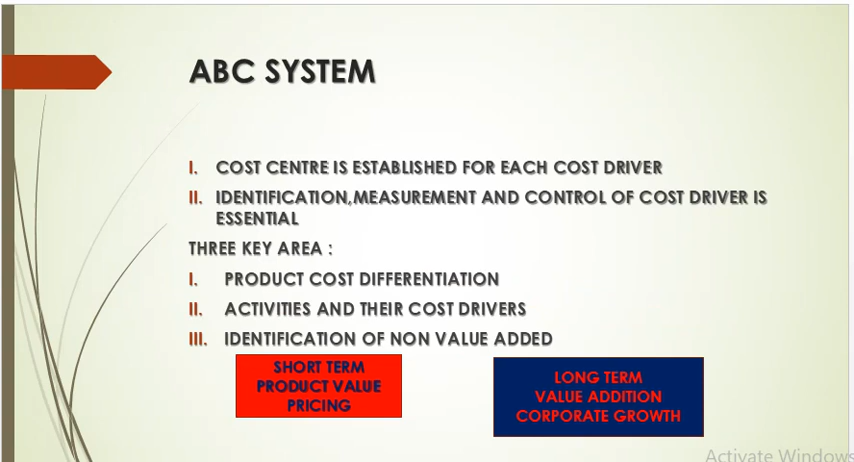 ABC SYSTEM
I. COST CENTRE IS ESTABLISHED FOR EACH COST DRIVER
II. IDENTIFICATION,MEASUREMENT AND CONTROL OF COST DRIVER IS
ESSENTIAL
THREE KEY AREA :
I. PRODUCT COST DIFFERENTIATION
II. ACTIVITIES AND THEIR COST DRIVERS
III. IDENTIFICATION OF NON VALUE ADDED
SHORT TERM
PRODUCT VALUE
PRICING
LONG TERM
VALUE ADDITION
CORPORATE GROWTH
Activate Windows